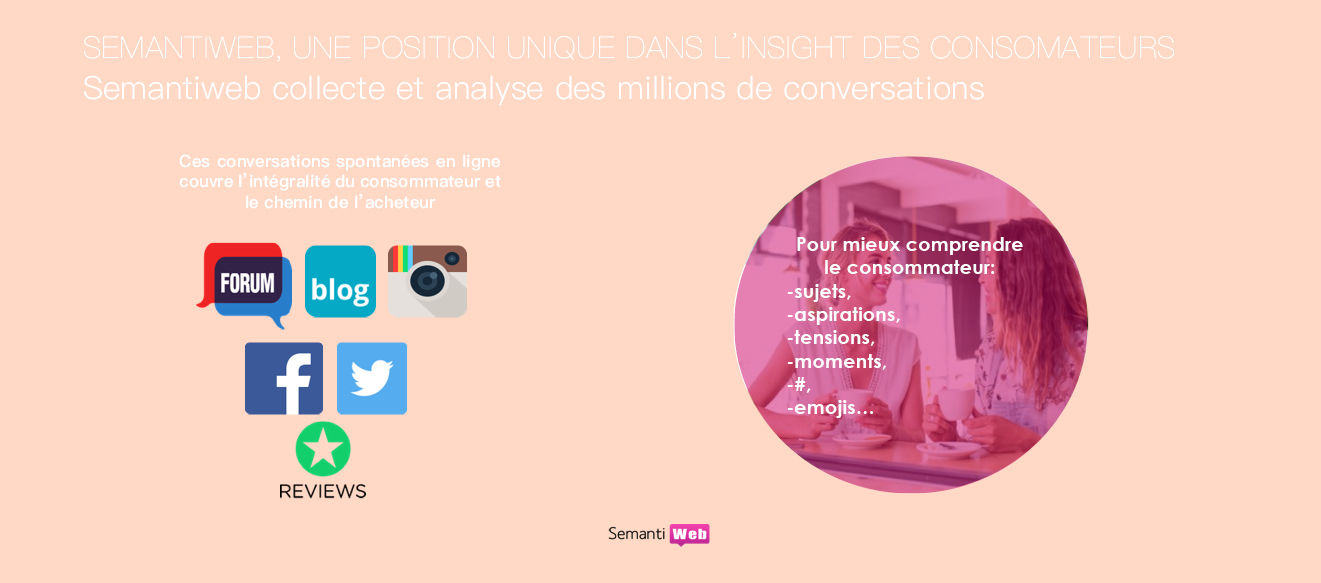 SEMANTIWEB, UNE POSITION UNIQUE DANS L'INSIGHT DES CONSOMATEURS
Semantiweb collecte et analyse des millions de conversations
Ces conversations spontanées en ligne
couvre l'intégralité du consommateur et
le chemin de l'acheteur
FORUM
blog
REVIEWS
Pour mieux comprendre
le consommateur:
-sujets,
-aspirations,
-tensions,
-moments,
-#,
-emojis...
Semanti Web